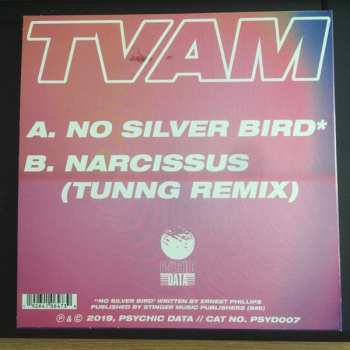 TVAM
A. NO SILVER BIRD*
B. NARCISSUS
(TUNNG REMIX)
PSYCHIC
DATA
"NO SILVER BIRD" WRITTEN BY ERNEST PHILLIPS
PUBLISHED BY STINGER MUSIC PUBLISHERS (BMI)
℗ & © 2019, PSYCHIC DATA // CAT NO. PSYD007